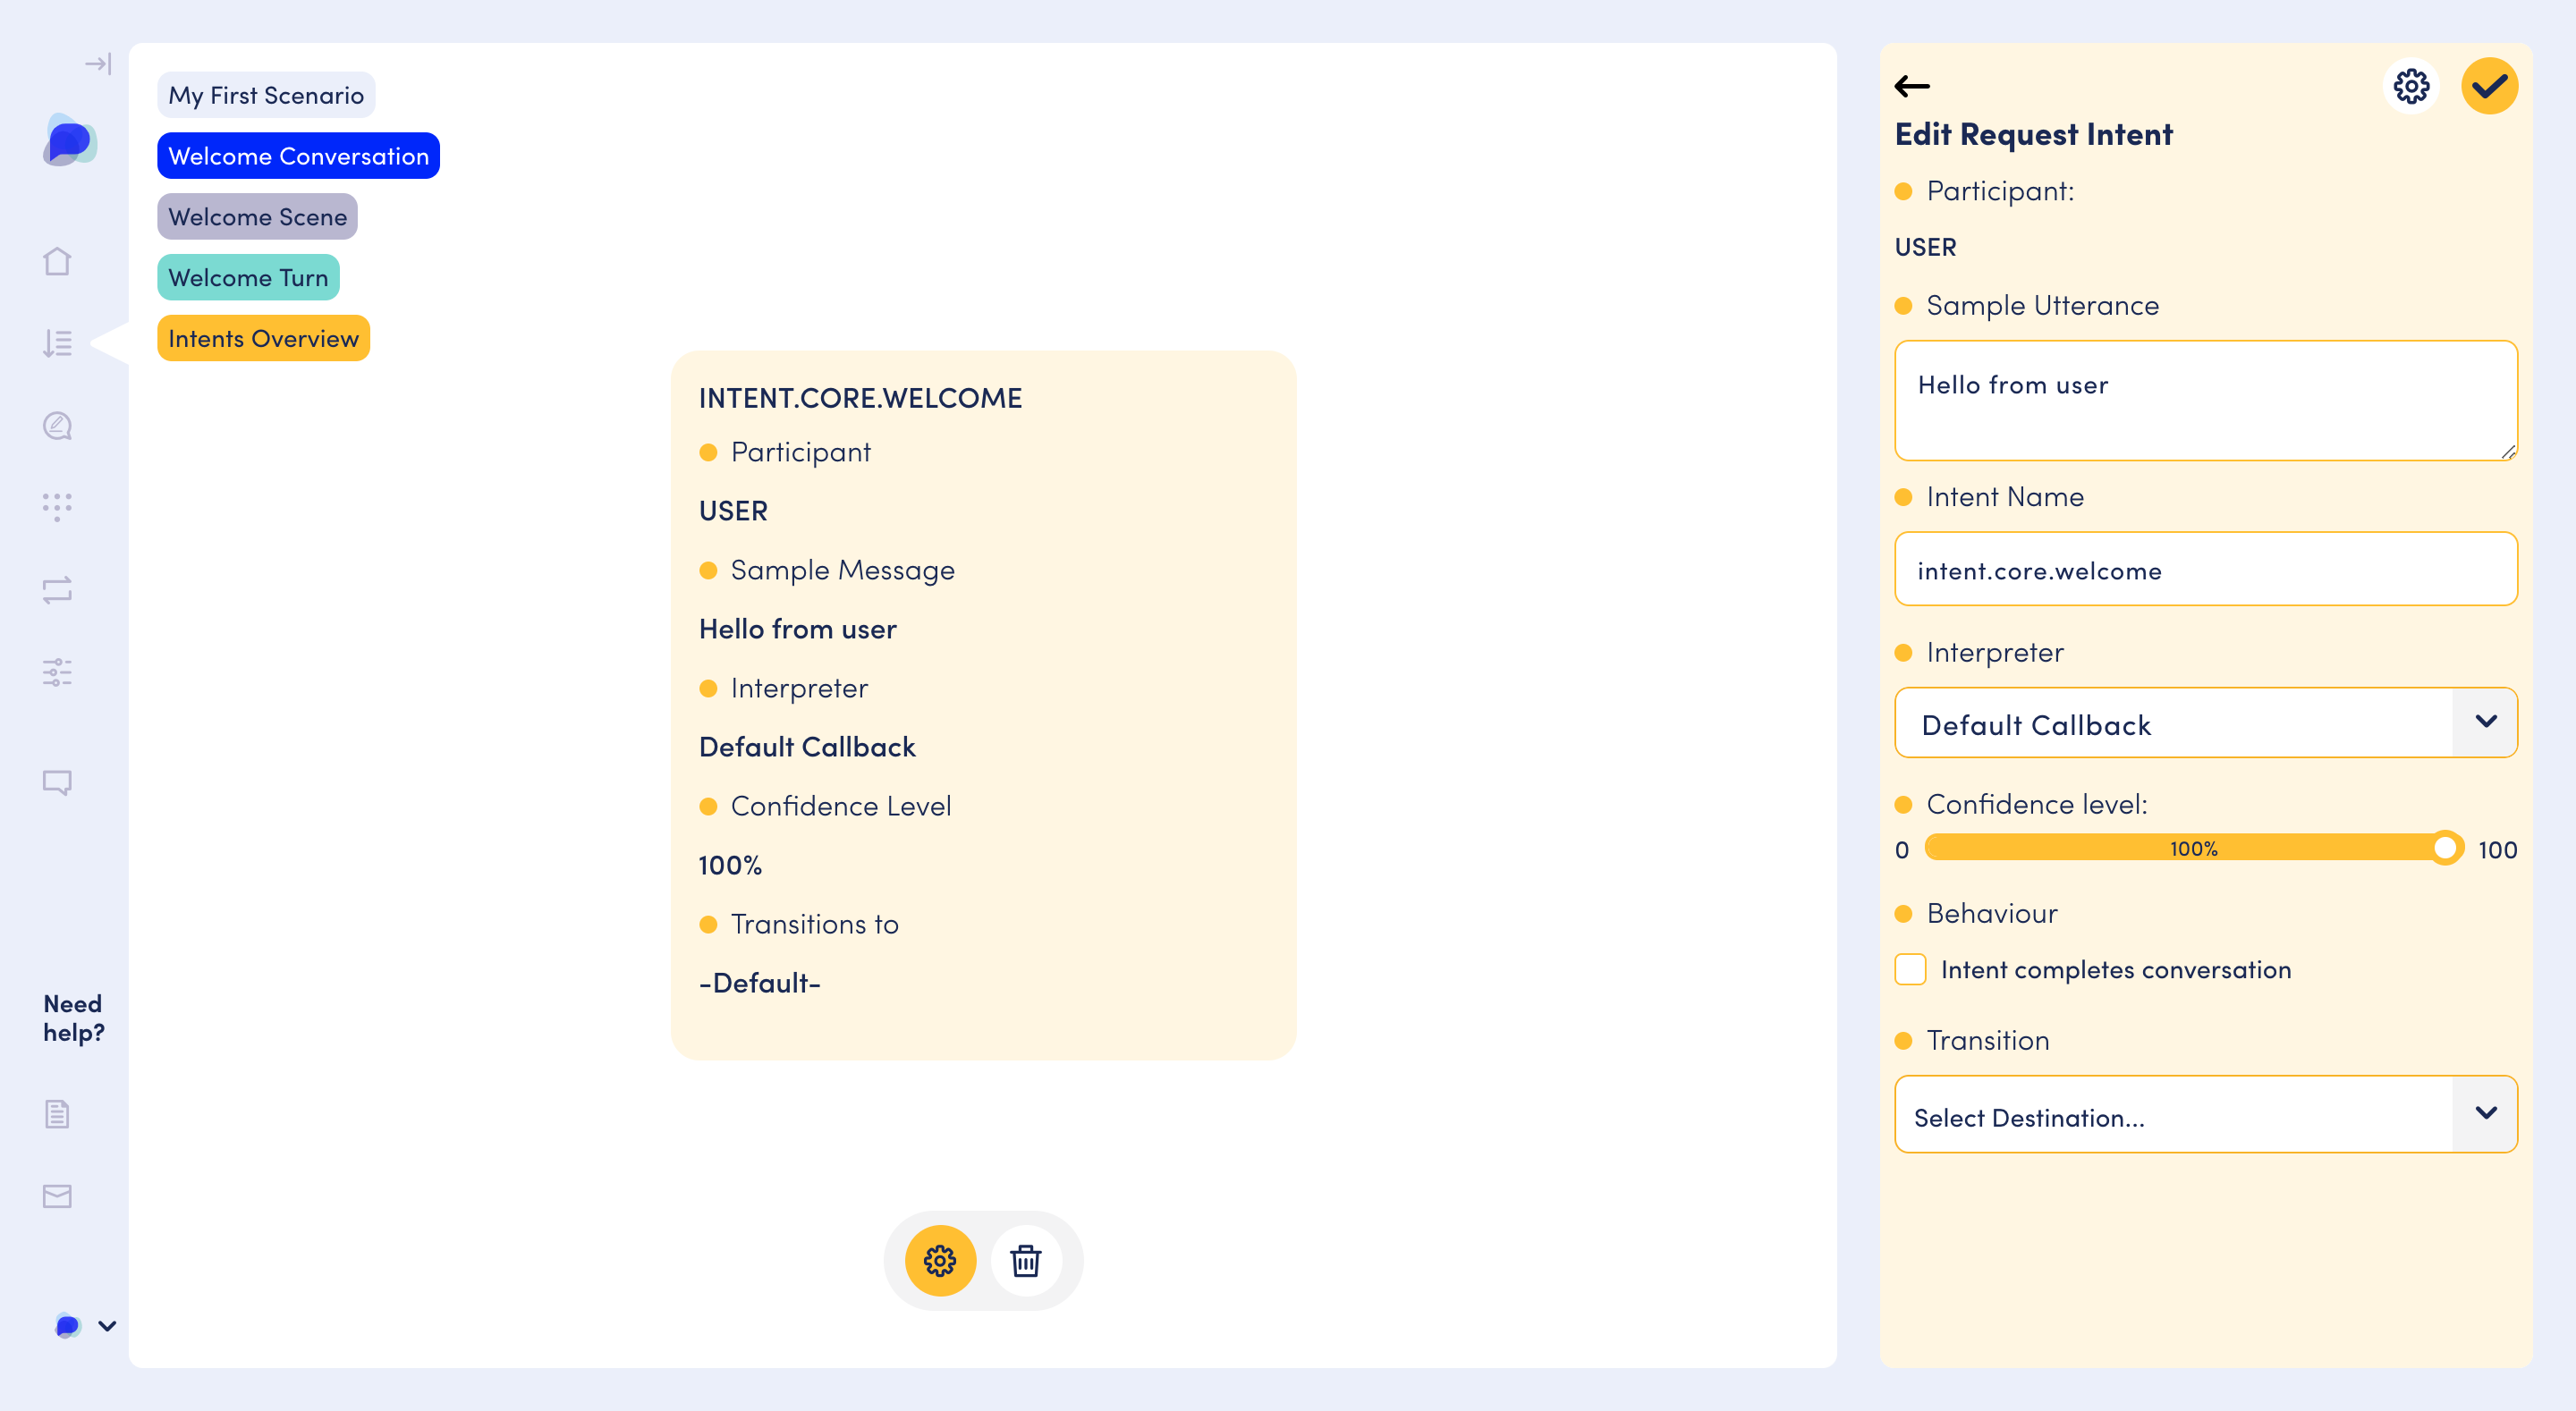 My First Scenario
Welcome Conversation
Welcome Scene
Welcome Turn
Intents Overview
Need
help?
INTENT.CORE.WELCOME
Participant
USER
Sample Message
Hello from user
Interpreter
Default Callback
Confidence Level
100%
Transitions to
-Default-
Edit Request Intent
Participant:
USER
Sample Utterance
Hello from user
Intent Name
intent.core.welcome
Interpreter
Default Callback
Confidence level:
0 100% 100
Behaviour
Intent completes conversation
Transition
Select Destination...